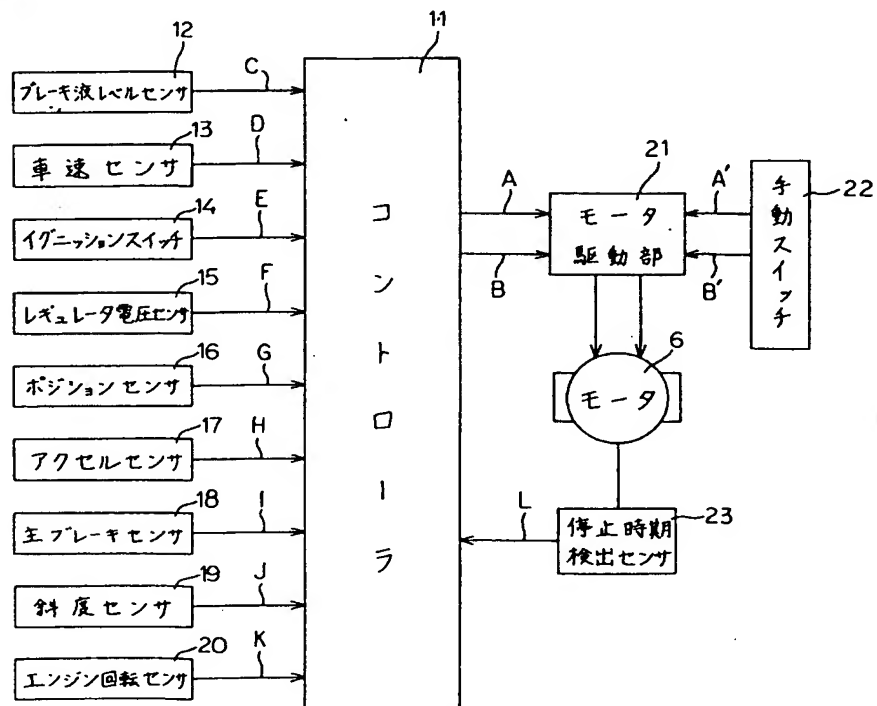 11
12
ブレーキ液レベルセンサ
C
13
車速センサ
D
14
イグニッションスイッチ
E
15
レギュレータ電圧センサ
F
16
ポジションセンサ
G
17
アクセルセンサ
H
18
主ブレーキセンサ
I
19
斜度センサ
J
20
エンジン回転センサ
K
コントローラ
A
B
21
モータ
駆動部
A'
B'
手動スイッチ
22
6
モータ
L
停止時期
検出センサ
23